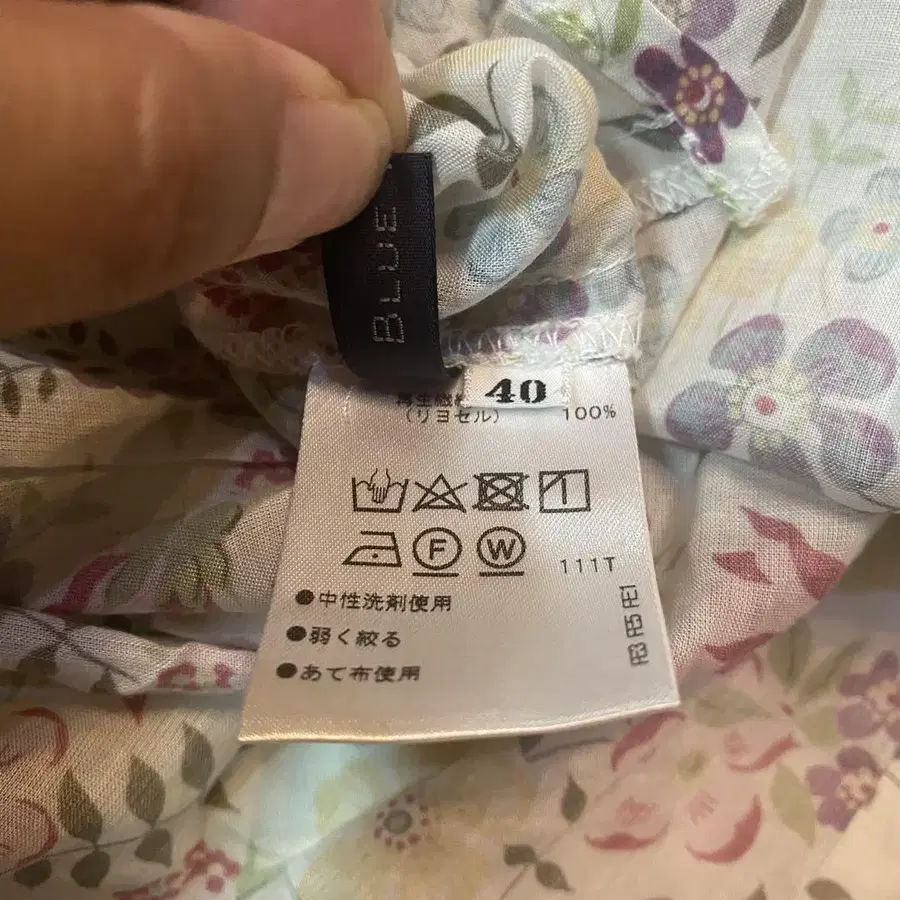 BLUE
40
(リヨセル) 100%
F W
111T
●中性洗剤使用
●弱く絞る
●あて布使用